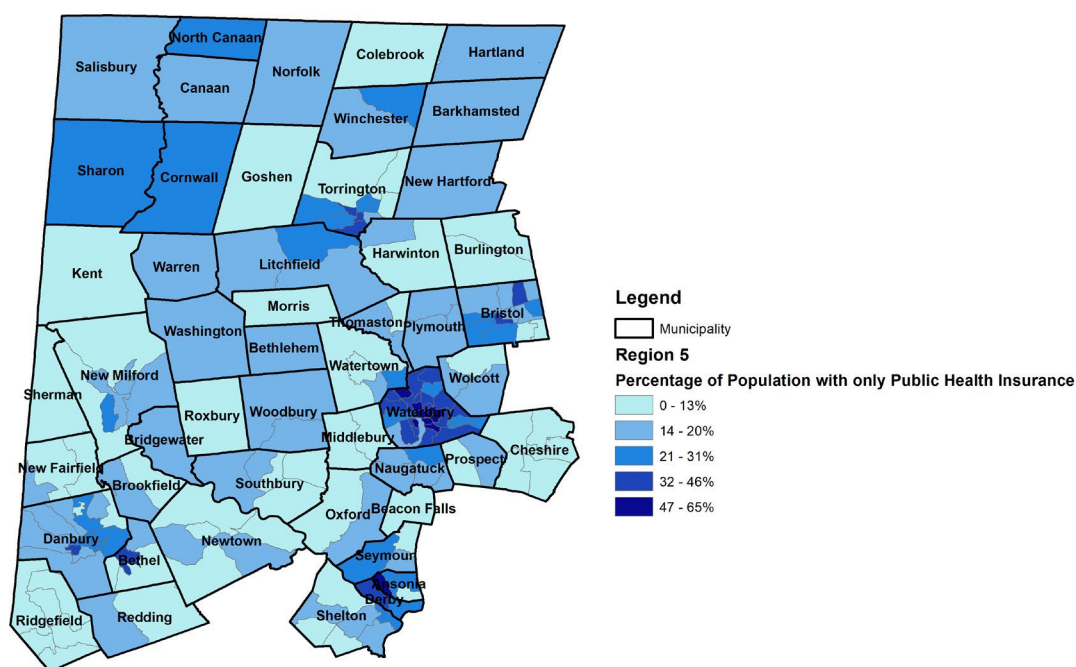 North Canaan
Colebrook
Hartland
Salisbury
Norfolk
Canaan
Winchester
Barkhamsted
Sharon
Cornwall
Goshen
Torrington
New Hartford
Kent
Warren
Litchfield
Harwinton
Burlington
Morris
Washington
Thomaston
Plymouth
Bristol
Bethlehem
Watertown
New Milford
Wolcott
Sherman
Roxbury
Woodbury
Waterbury
Bridgewater
Middlebury
Cheshire
New Fairfield
Brookfield
Southbury
Naugatuck
Prospect
Oxford
Beacon Falls
Danbury
Newtown
Bethel
Seymour
Ansonia
Derby
Shelton
Ridgefield
Redding
Legend
Municipality
Region 5
Percentage of Population with only Public Health Insurance
0 - 13%
14 - 20%
21 - 31%
32 - 46%
47 - 65%